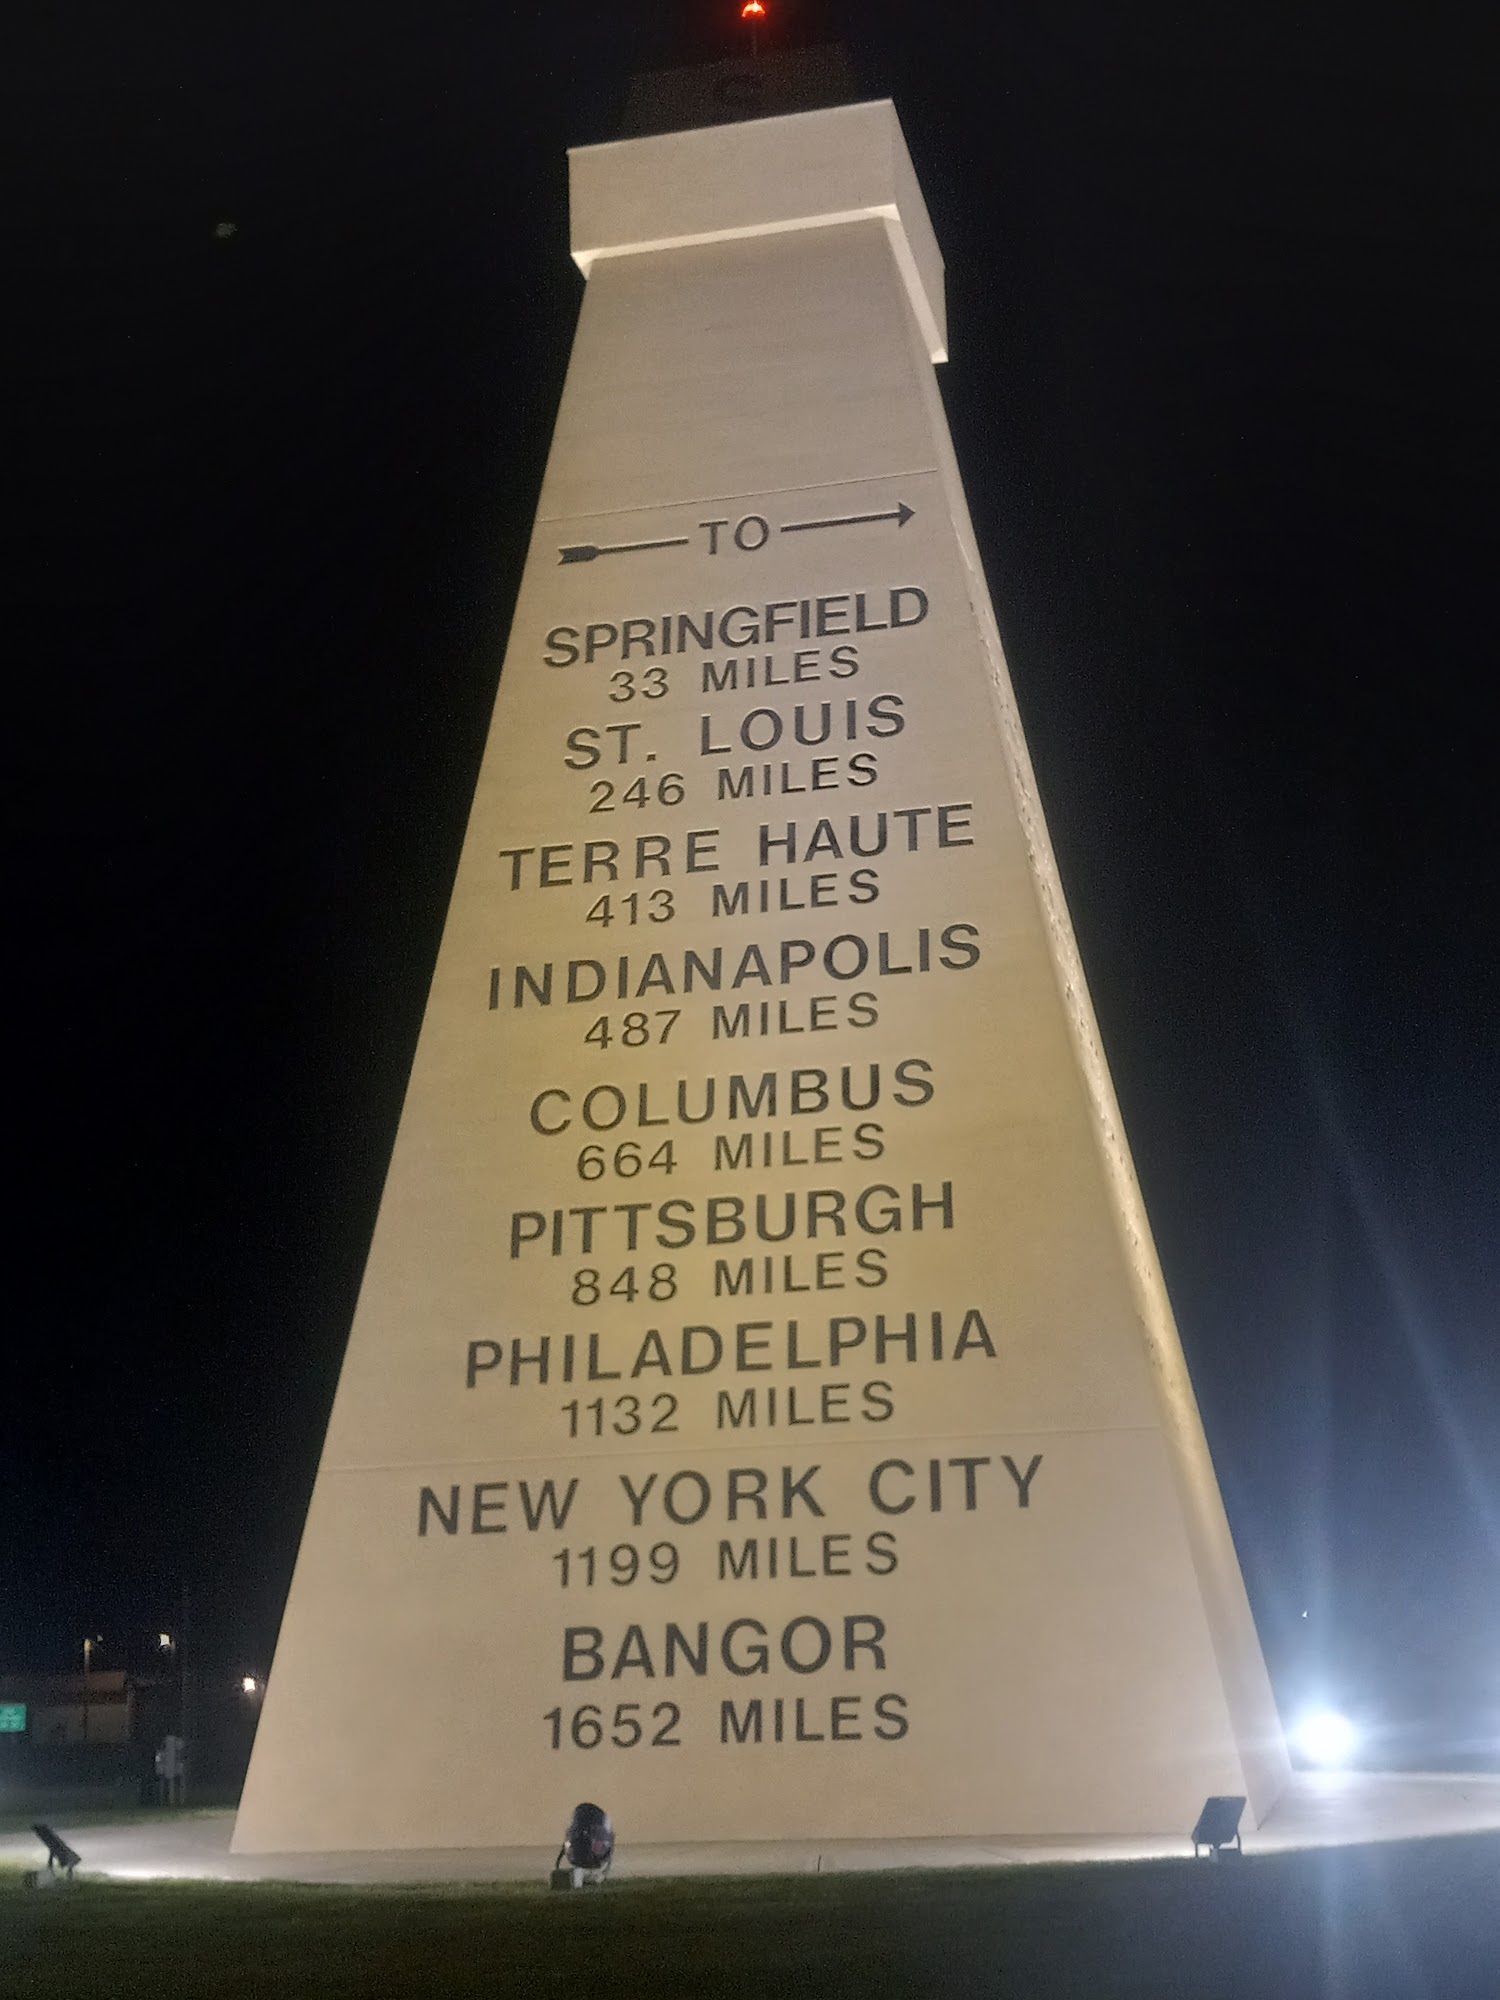 TO
SPRINGFIELD
33 MILES
ST. LOUIS
246 MILES
TERRE HAUTE
413 MILES
INDIANAPOLIS
487 MILES
COLUMBUS
664 MILES
PITTSBURGH
848 MILES
PHILADELPHIA
1132 MILES
NEW YORK CITY
1199 MILES
BANGOR
1652 MILES